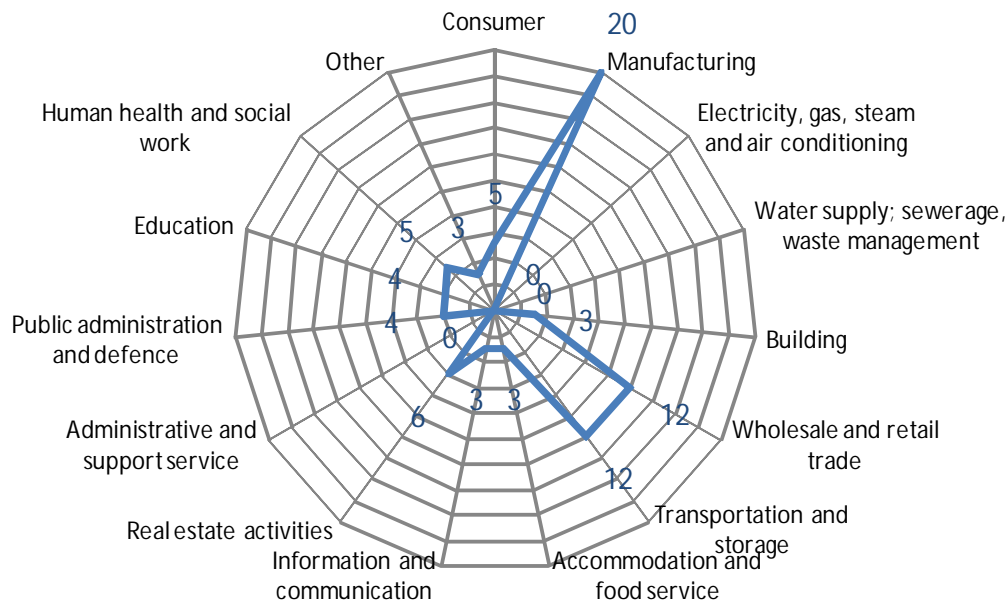 Consumer
20
Manufacturing
Electricity, gas, steam
and air conditioning
Water supply; sewerage,
waste management
Building
Wholesale and retail
trade
Transportation and
storage
Accommodation and
food service
Information and
communication
Real estate activities
Administrative and
support service
Public administration
and defence
Education
Human health and social
work
Other
5
0
0
3
12
12
3
3
6
0
4
4
5
3